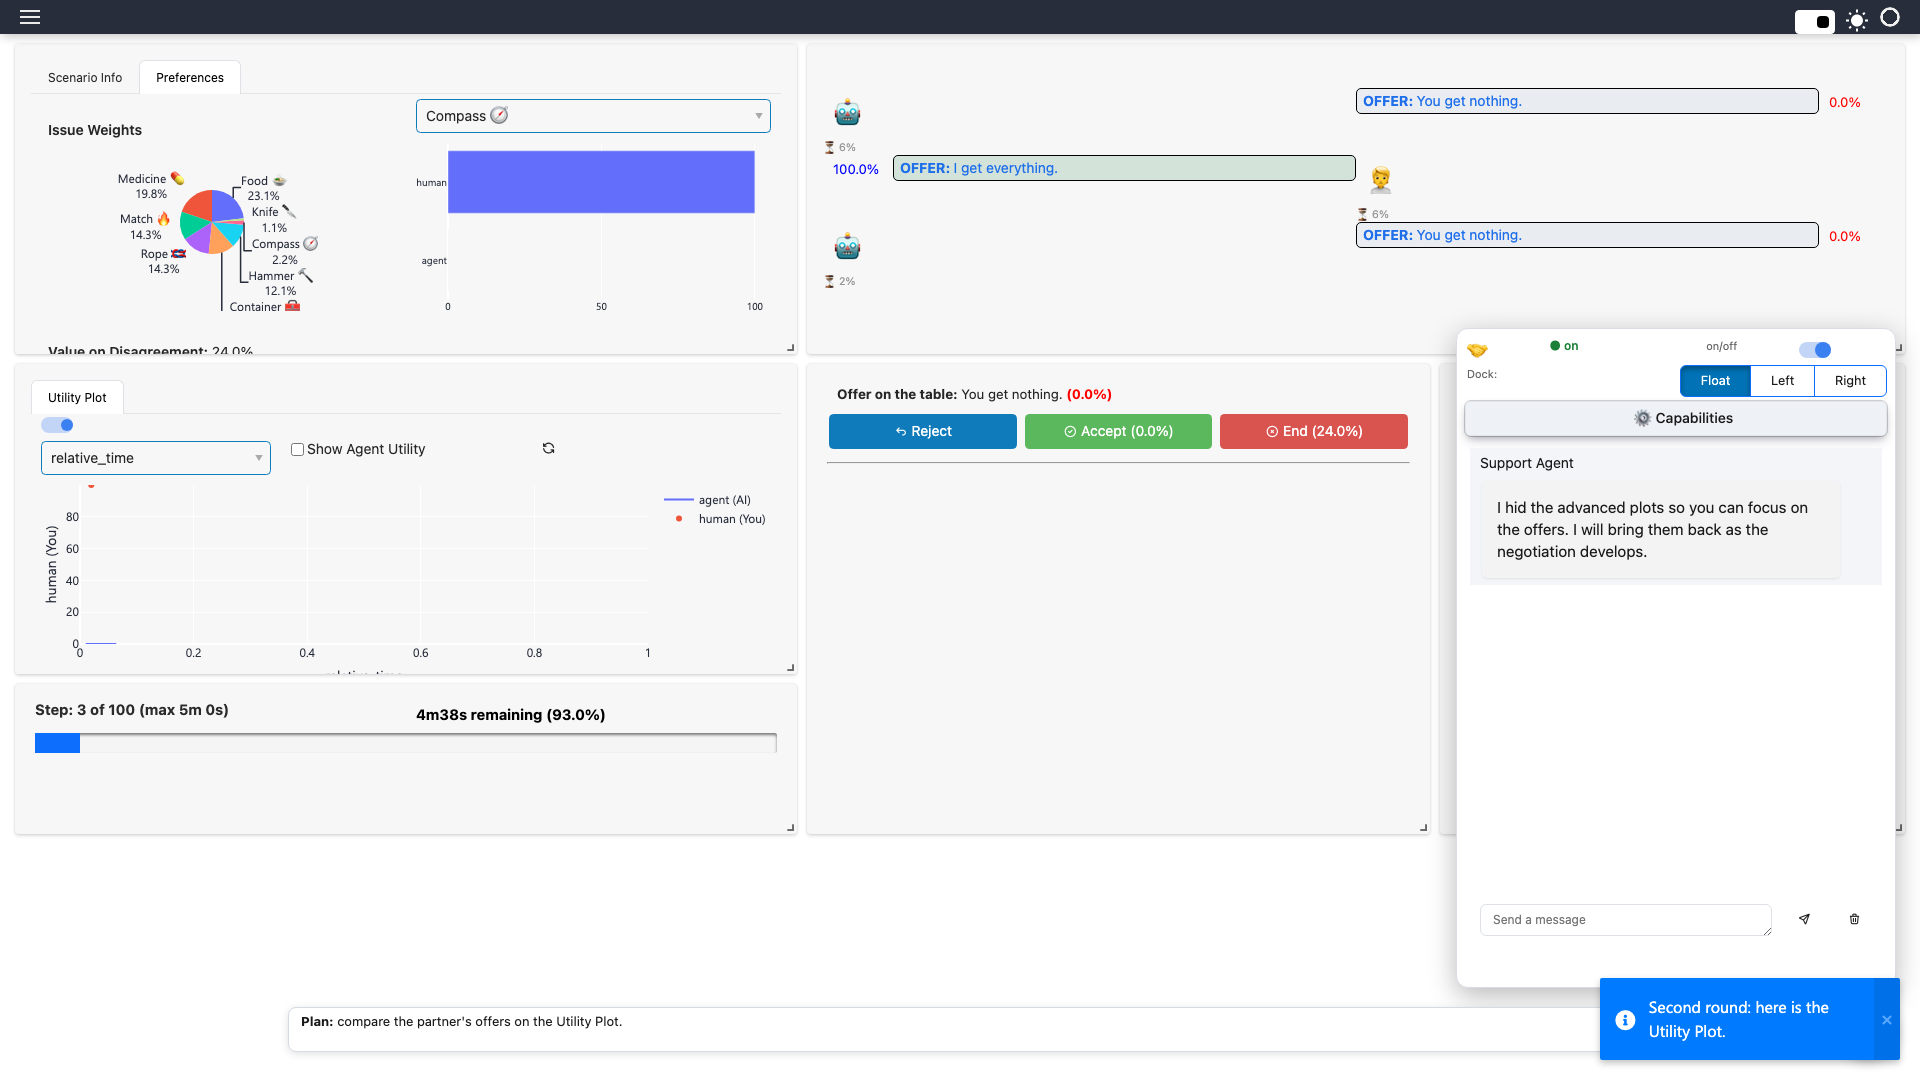 Scenario Info
Preferences
Issue Weights
Compass
Medicine
19.8%
Food
23.1%
Knife
1.1%
Match
14.3%
Compass
2.2%
Rope
14.3%
Hammer
12.1%
Container
human
agent
0
50
100
Value on Disagreement: 24.0%
OFFER: You get nothing.
0.0%
6%
100.0%
OFFER: I get everything.
6%
OFFER: You get nothing.
0.0%
2%
Utility Plot
relative_time
Show Agent Utility
human (You)
80
60
40
20
0
0
0.2
0.4
0.6
0.8
1
relative_time
agent (AI)
human (You)
Offer on the table: You get nothing. (0.0%)
Reject
Accept (0.0%)
End (24.0%)
Step: 3 of 100 (max 5m 0s)
4m38s remaining (93.0%)
on
on/off
Dock:
Float
Left
Right
Capabilities
Support Agent
I hid the advanced plots so you can focus on
the offers. I will bring them back as the
negotiation develops.
Send a message
Plan: compare the partner's offers on the Utility Plot.
Second round: here is the
Utility Plot.